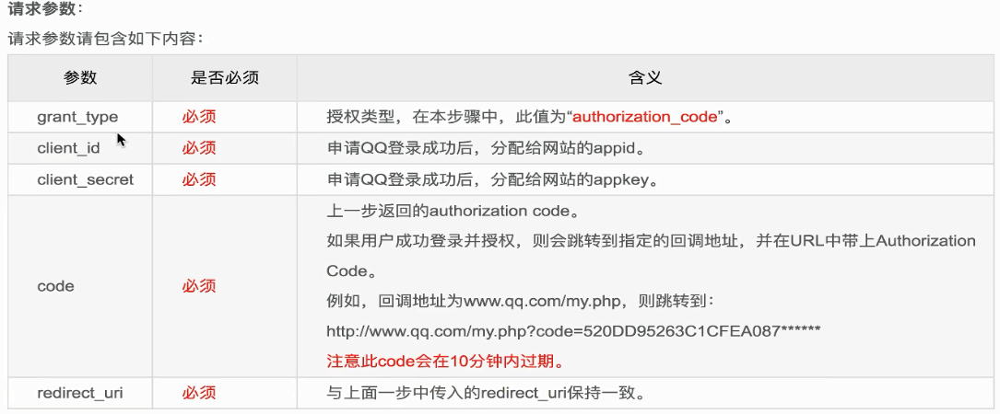 请求参数：
请求参数请包含如下内容：
参数 是否必须 含义
grant_type 必须 授权类型，在本步骤中，此值为“authorization_code”。
client_id 必须 申请QQ登录成功后，分配给网站的appid。
client_secret 必须 申请QQ登录成功后，分配给网站的appkey。
上一步返回的authorization code。
如果用户成功登录并授权，则会跳转到指定的回调地址，并在URL中带上Authorization
Code。
code 必须
例如，回调地址为www.qq.com/my.php，则跳转到：
http://www.qq.com/my.php?code=520DD95263C1CFEA087******
注意此code会在10分钟内过期。
redirect_uri 必须 与上面一步中传入的redirect_uri保持一致。